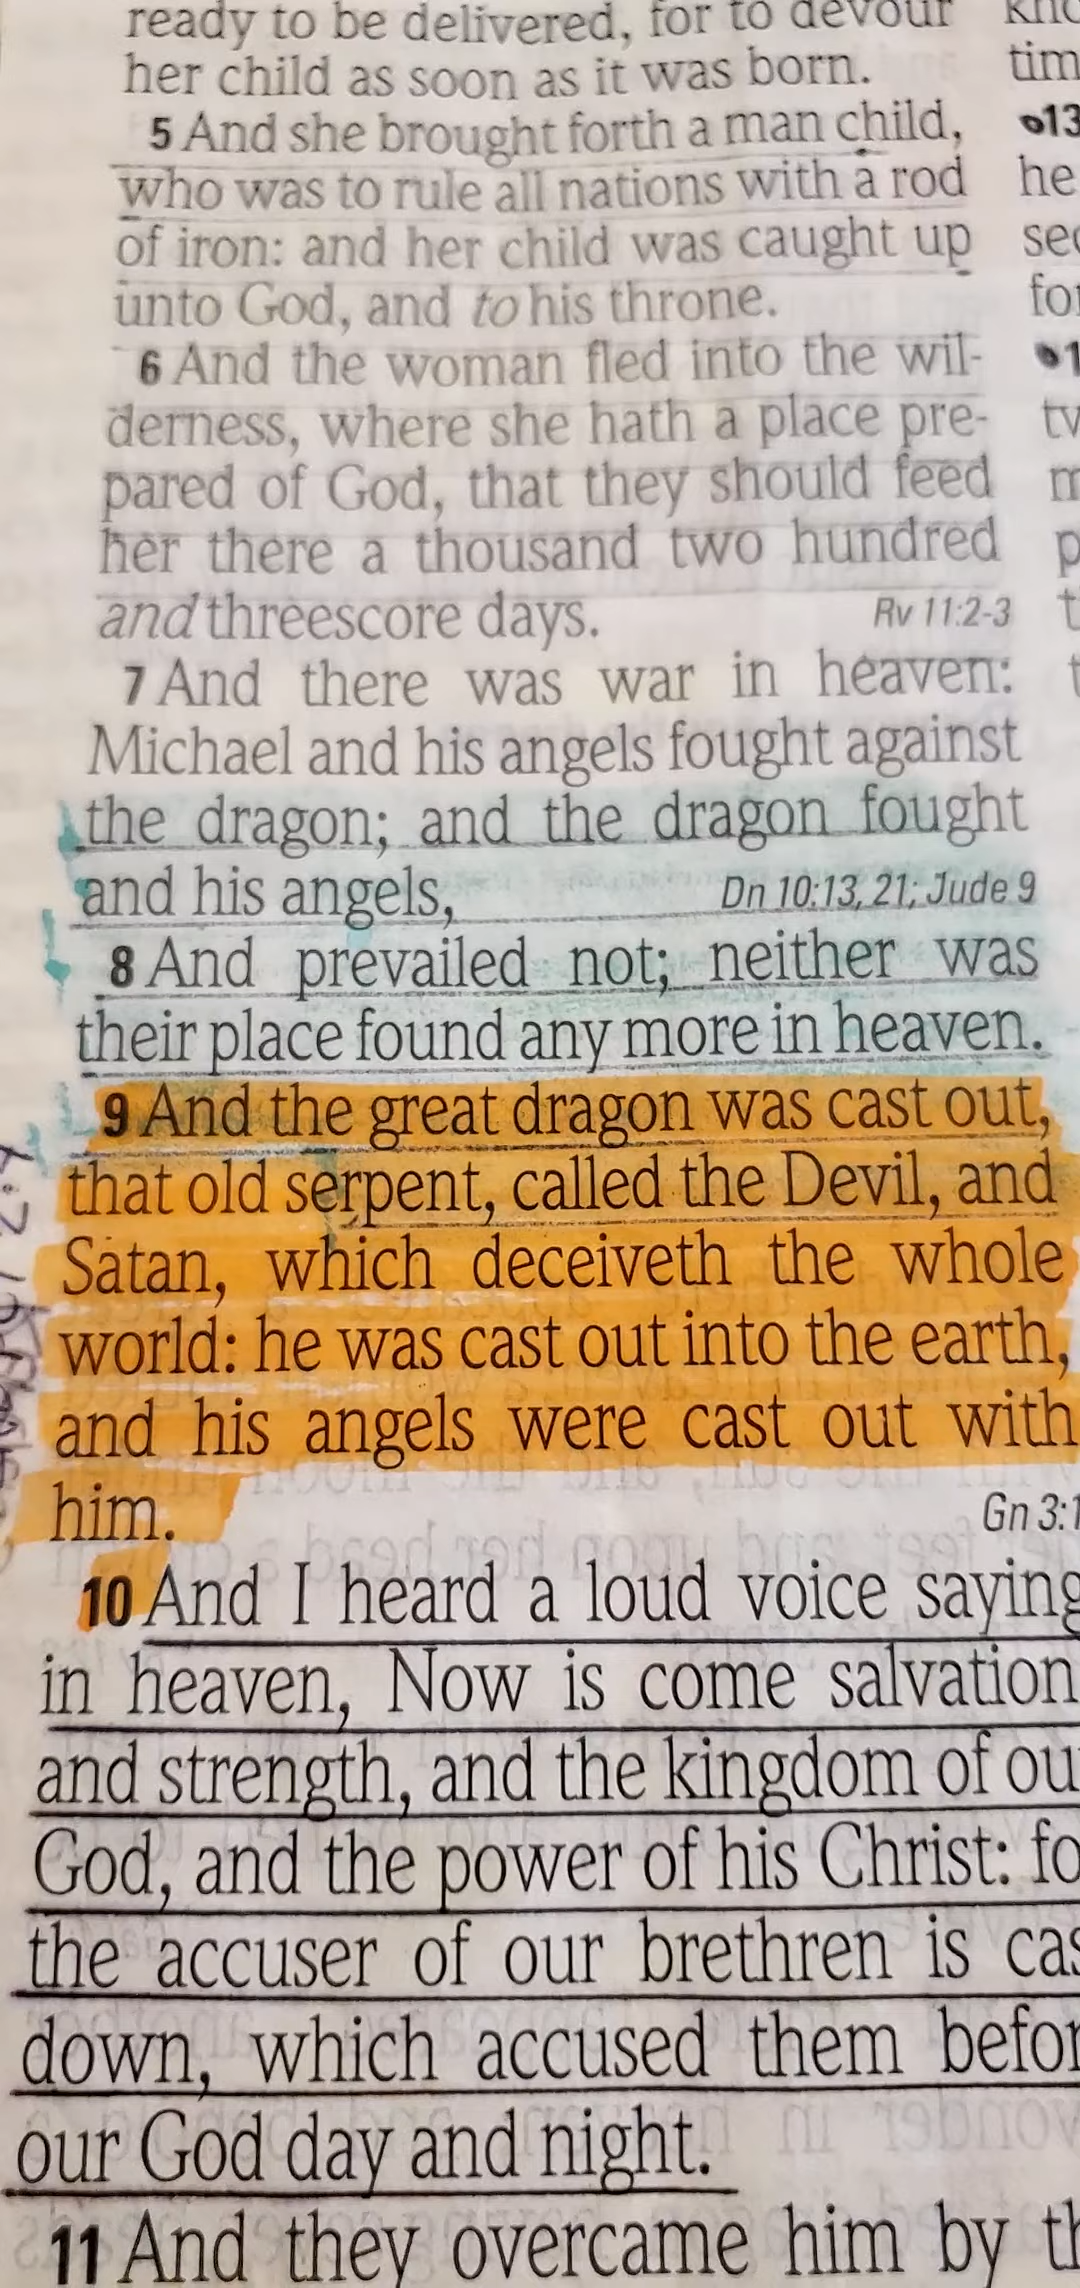 ready to be delivered, for to devour
her child as soon as it was born.
5 And she brought forth a man child,
who was to rule all nations with a rod
of iron: and her child was caught up
unto God, and to his throne.
6 And the woman fled into the wil-
derness, where she hath a place pre-
pared of God, that they should feed
her there a thousand two hundred
and threescore days. Rv 11:2-3
7 And there was war in heaven:
Michael and his angels fought against
the dragon; and the dragon fought
and his angels, Dn 10:13, 21; Jude 9
8 And prevailed not; neither was
their place found any more in heaven.
9 And the great dragon was cast out,
that old serpent, called the Devil, and
Satan, which deceiveth the whole
world: he was cast out into the earth,
and his angels were cast out with
him. Gn 3:1
10 And I heard a loud voice saying
in heaven, Now is come salvation
and strength, and the kingdom of ou
God, and the power of his Christ: fo
the accuser of our brethren is cas
down, which accused them befor
our God day and night.
11 And they overcame him by th
13
he